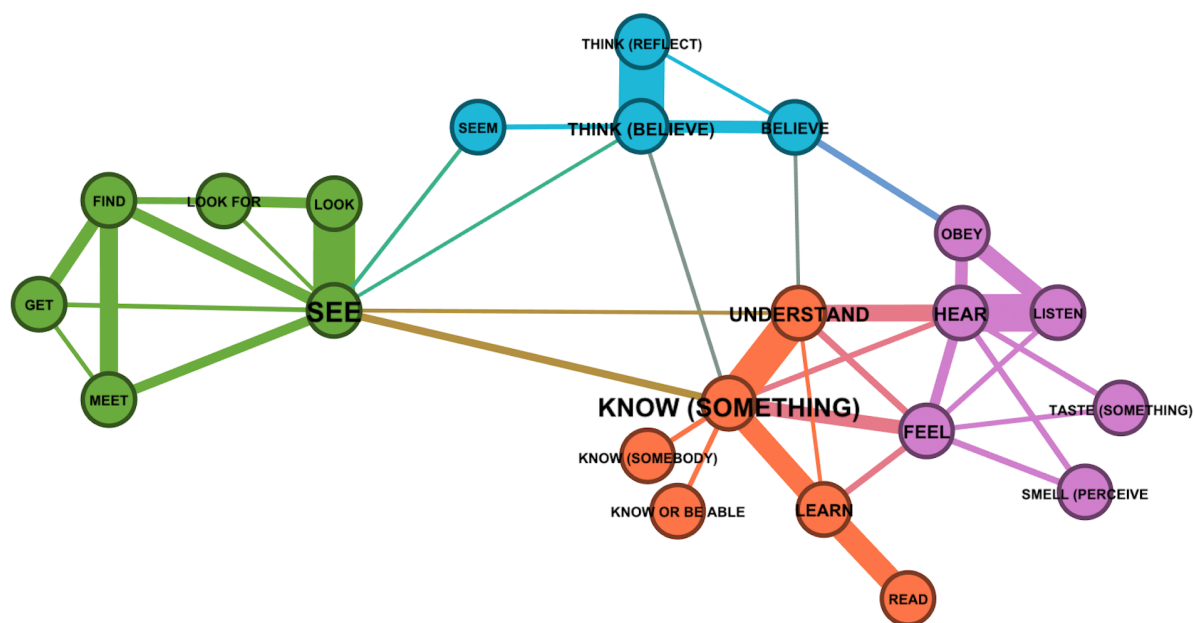 THINK (REFLECT)
SEEM
THINK (BELIEVE)
BELIEVE
FIND
LOOK FOR
LOOK
OBEY
GET
SEE
UNDERSTAND
HEAR
LISTEN
MEET
KNOW (SOMETHING)
TASTE (SOMETHING)
FEEL
KNOW (SOMEBODY)
SMELL (PERCEIVE
KNOW OR BE ABLE
LEARN
READ